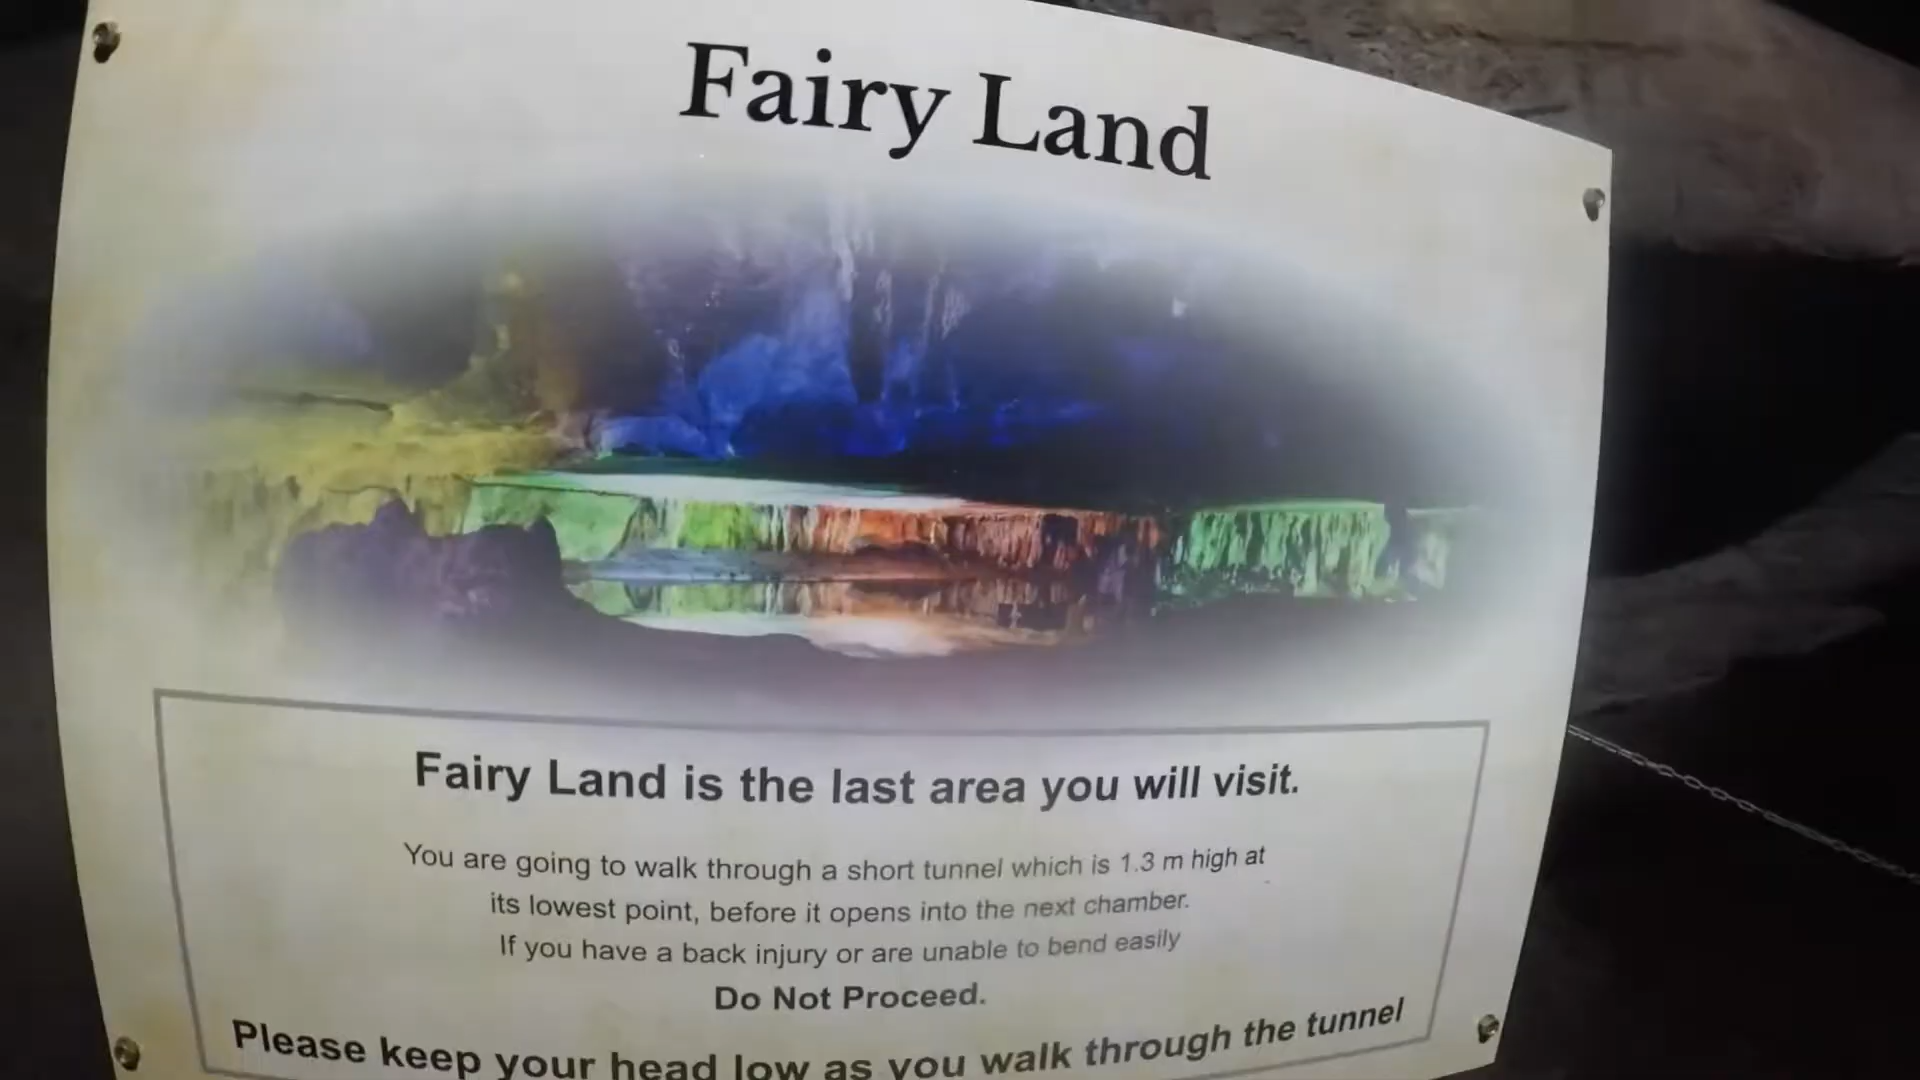 Fairy Land
Fairy Land is the last area you will visit.
You are going to walk through a short tunnel which is 1.3 m high at
its lowest point, before it opens into the next chamber.
If you have a back injury or are unable to bend easily
Do Not Proceed.
Please keep your head low as you walk through the tunnel